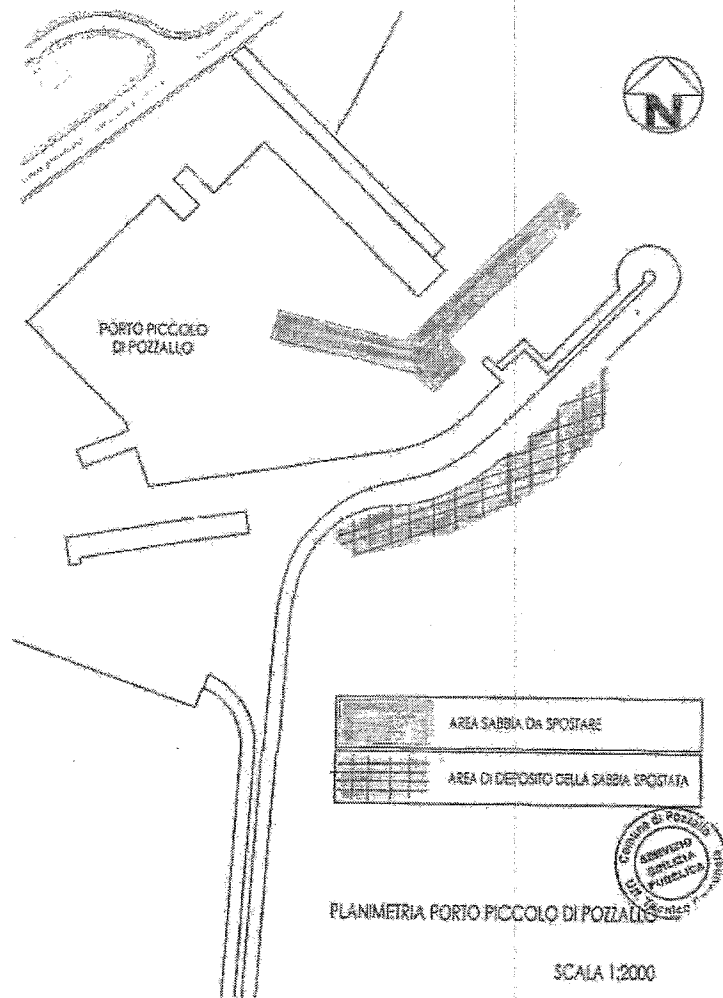 N
PORTO PICCOLO
DI POZZALLO
AREA SABBIA DA SPOSTARE
AREA DI DEPOSITO DELLA SABBIA SPOSTATA
Comune di Pozzallo
SERVIZIO
EDILIZIA
PUBBLICA
PLANIMETRIA PORTO PICCOLO DI POZZALLO
SCALA 1:2000